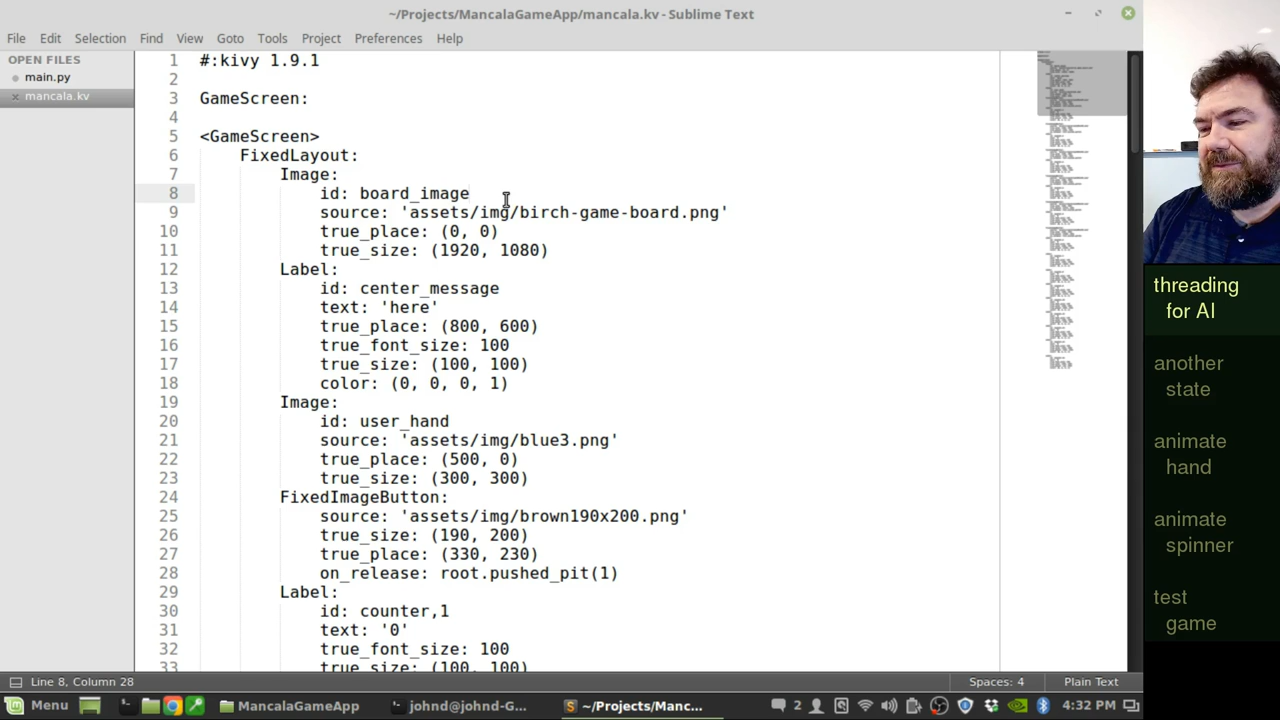 ~/Projects/MancalaGameApp/mancala.kv - Sublime Text
File Edit Selection Find View Goto Tools Project Preferences Help
OPEN FILES
main.py
mancala.kv
1 #:kivy 1.9.1
2
3 GameScreen:
4
5 <GameScreen>
6 FixedLayout:
7 Image:
8 id: board_image
9 source: 'assets/img/birch-game-board.png'
10 true_place: (0, 0)
11 true_size: (1920, 1080)
12 Label:
13 id: center_message
14 text: 'here'
15 true_place: (800, 600)
16 true_font_size: 100
17 true_size: (100, 100)
18 color: (0, 0, 0, 1)
19 Image:
20 id: user_hand
21 source: 'assets/img/blue3.png'
22 true_place: (500, 0)
23 true_size: (300, 300)
24 FixedImageButton:
25 source: 'assets/img/brown190x200.png'
26 true_size: (190, 200)
27 true_place: (330, 230)
28 on_release: root.pushed_pit(1)
29 Label:
30 id: counter,1
31 text: '0'
32 true_font_size: 100
33 true_size: (100, 100)
threading
for AI
another
state
animate
hand
animate
spinner
test
game
Line 8, Column 28 Spaces: 4 Plain Text
Menu MancalaGameApp johnd@johnd-G... ~/Projects/Manc... 2 4:32 PM